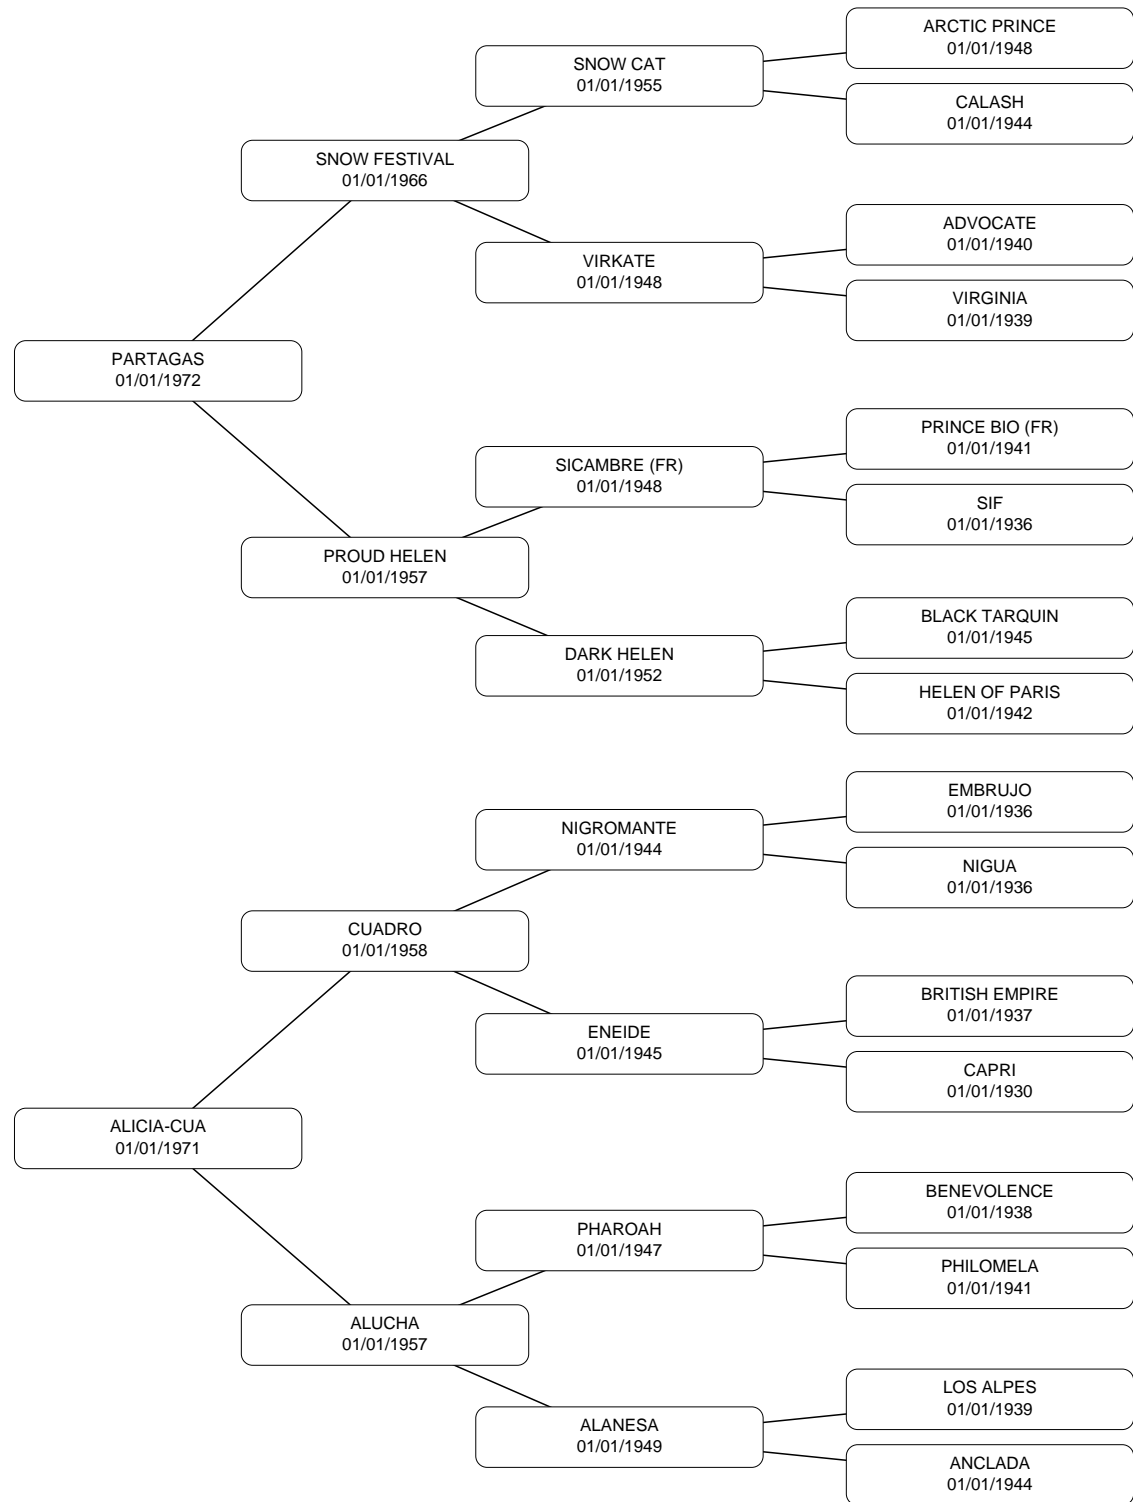 ARCTIC PRINCE
01/01/1948
SNOW CAT
01/01/1955
CALASH
01/01/1944
SNOW FESTIVAL
01/01/1966
ADVOCATE
01/01/1940
VIRKATE
01/01/1948
VIRGINIA
01/01/1939
PARTAGAS
01/01/1972
PRINCE BIO (FR)
01/01/1941
SICAMBRE (FR)
01/01/1948
SIF
01/01/1936
PROUD HELEN
01/01/1957
BLACK TARQUIN
01/01/1945
DARK HELEN
01/01/1952
HELEN OF PARIS
01/01/1942
EMBRUJO
01/01/1936
NIGROMANTE
01/01/1944
NIGUA
01/01/1936
CUADRO
01/01/1958
BRITISH EMPIRE
01/01/1937
ENEIDE
01/01/1945
CAPRI
01/01/1930
ALICIA-CUA
01/01/1971
BENEVOLENCE
01/01/1938
PHAROAH
01/01/1947
PHILOMELA
01/01/1941
ALUCHA
01/01/1957
LOS ALPES
01/01/1939
ALANESA
01/01/1949
ANCLADA
01/01/1944